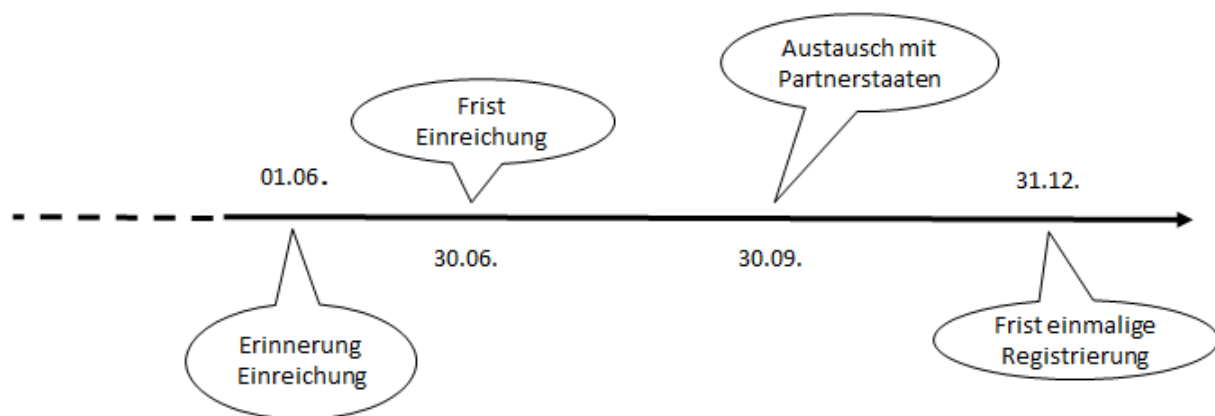 Austausch mit
Partnerstaaten
Frist
Einreichung
01.06.
31.12.
30.06.
30.09.
Erinnerung
Einreichung
Frist einmalige
Registrierung